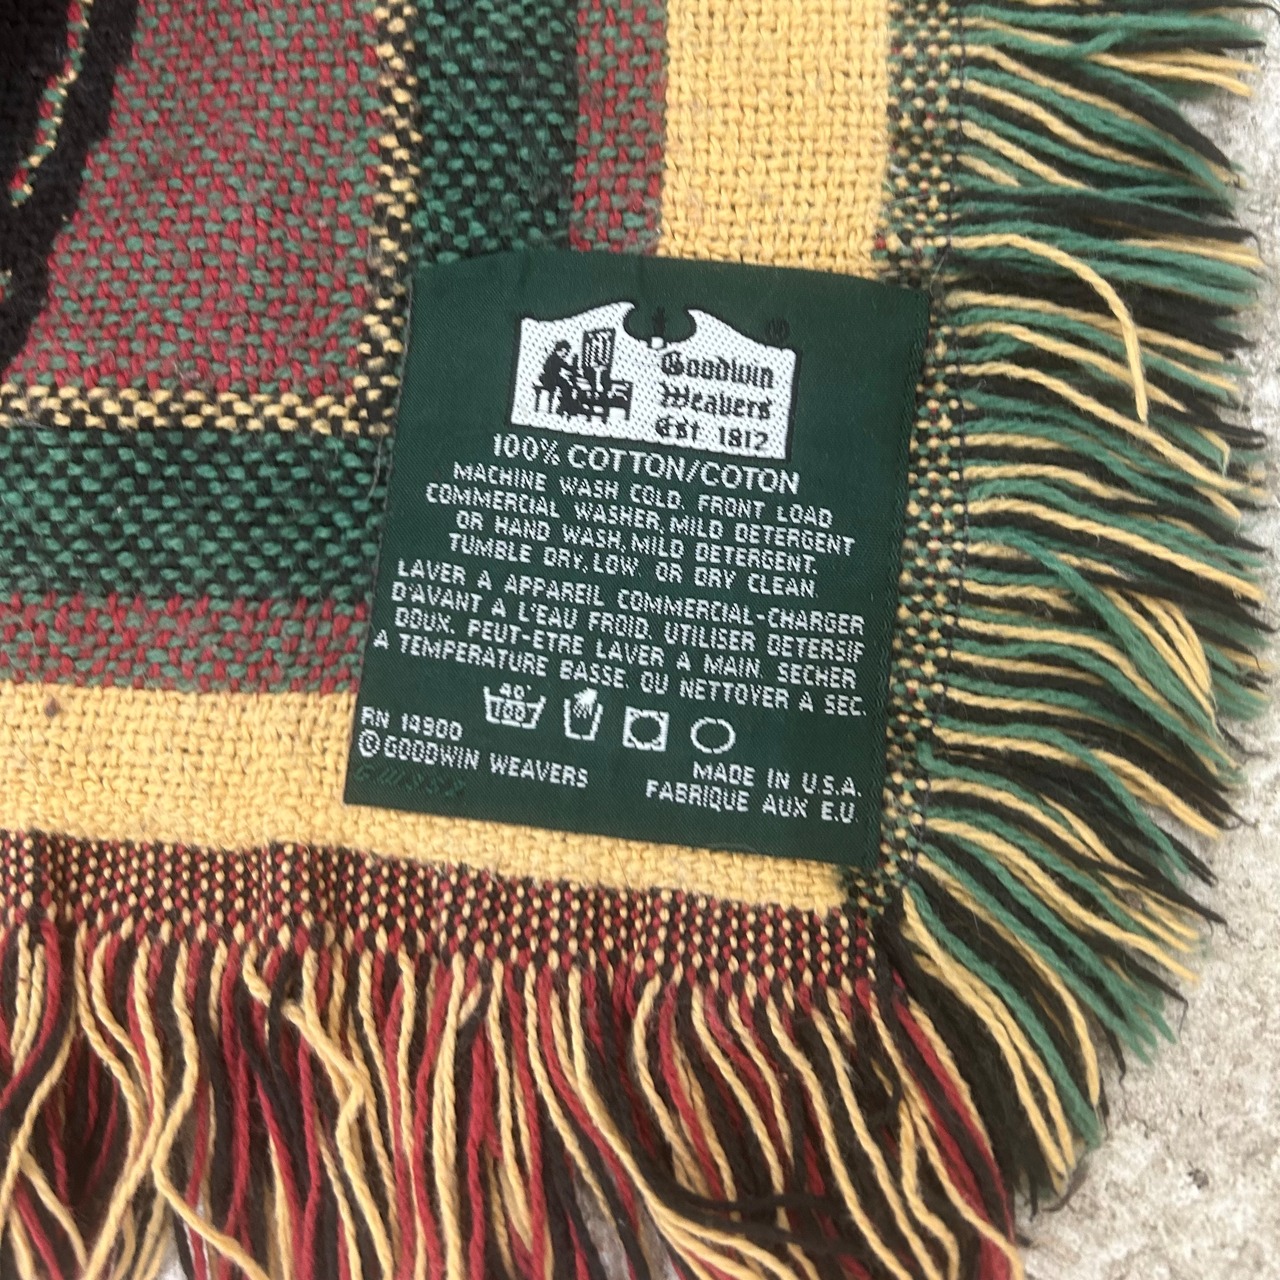 Goodwin
Weavers
Est 1812
®
100% COTTON/COTON
MACHINE WASH COLD, FRONT LOAD
COMMERCIAL WASHER, MILD DETERGENT
OR HAND WASH, MILD DETERGENT.
TUMBLE DRY, LOW. OR DRY CLEAN.
LAVER A APPAREIL COMMERCIAL-CHARGER
D'AVANT A L'EAU FROID. UTILISER DETERSIF
DOUX. PEUT-ETRE LAVER A MAIN. SECHER
A TEMPERATURE BASSE. OU NETTOYER A SEC.
40°
RN 14900
© GOODWIN WEAVERS
MADE IN U.S.A.
FABRIQUE AUX E.U.